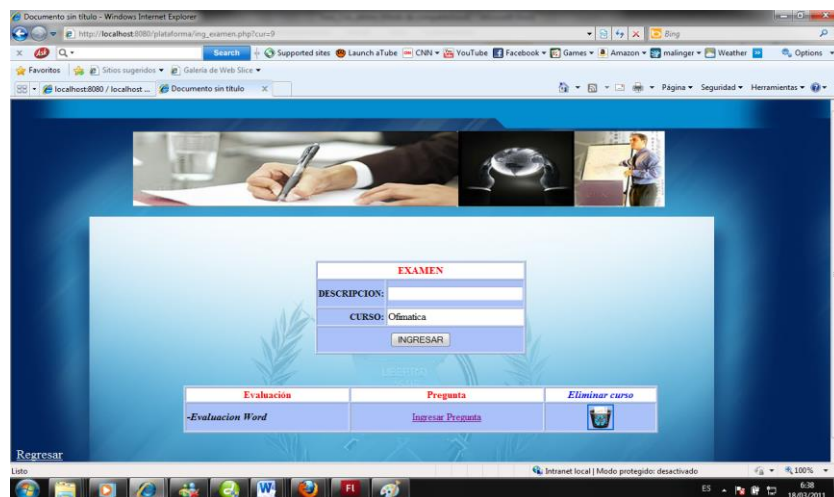 Documento sin título - Windows Internet Explorer
http://localhost:8080/plataforma/ing_examen.php?cur=9
Bing
Search
Supported sites Launch aTube CNN YouTube Facebook Games Amazon malinger Weather Options
Favoritos Sitios sugeridos Galería de Web Slice
localhost:8080 / localhost ... Documento sin título Página Seguridad Herramientas
EXAMEN
DESCRIPCION:
CURSO: Ofimatica
INGRESAR
Evaluación Pregunta Eliminar curso
-Evaluacion Word Ingresar Pregunta
Regresar
Listo Intranet local | Modo protegido: desactivado 100%
ES 6:38
18/03/2011